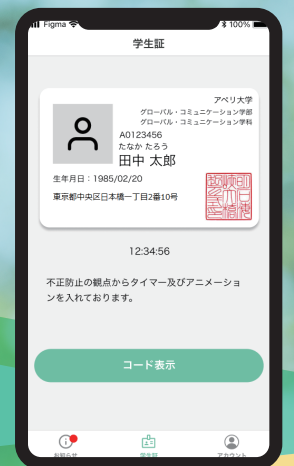 Figma
100%
学生証
アペリ大学
グローバル・コミュニケーション学部
グローバル・コミュニケーション学科
A0123456
たなか たろう
田中 太郎
生年月日：1985/02/20
東京都中央区日本橋一丁目2番10号
12:34:56
不正防止の観点からタイマー及びアニメーショ
ンを入れております。
コード表示
お知らせ
学生証
アカウント